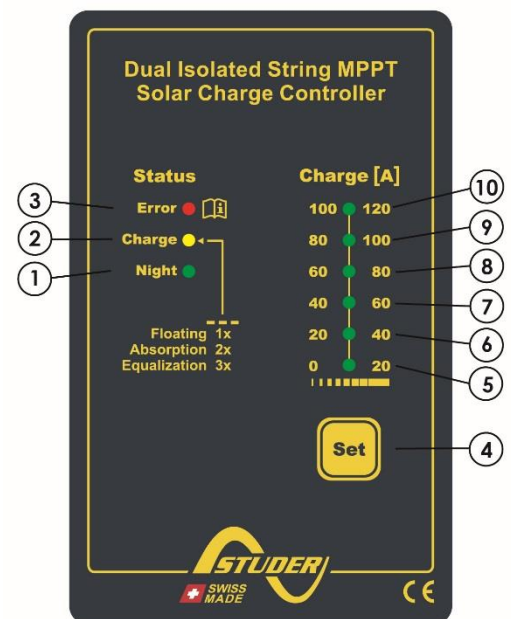 Dual Isolated String MPPT
Solar Charge Controller
Status
3 Error
2 Charge
1 Night
Floating 1x
Absorption 2x
Equalization 3x
Charge [A]
100 120 10
80 100 9
60 80 8
40 60 7
20 40 6
0 20 5
Set 4
STUDER
SWISS
MADE
CE